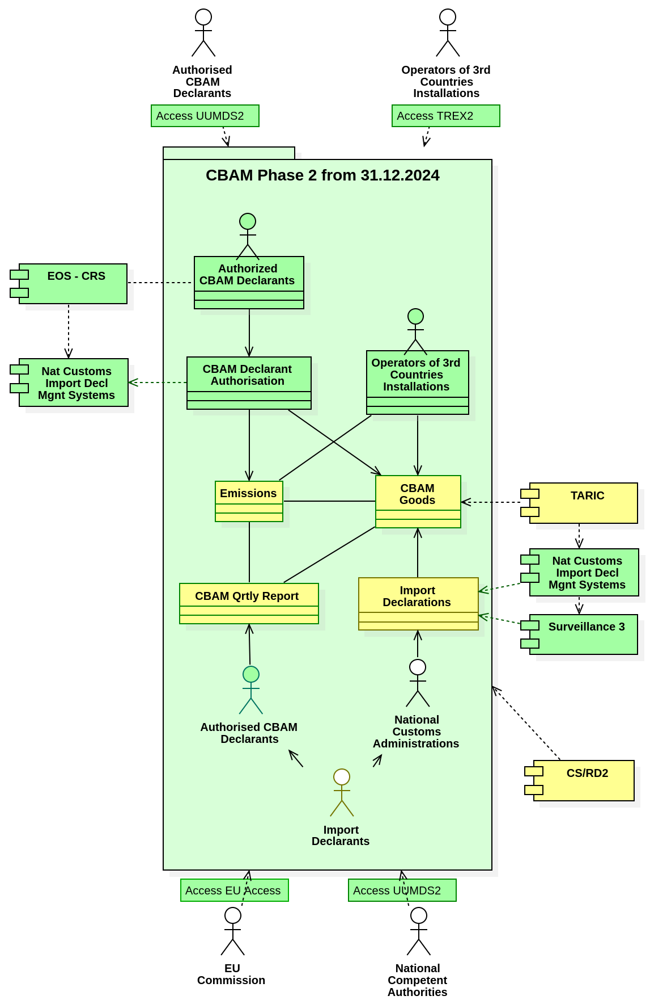 Authorised
CBAM
Declarants
Operators of 3rd
Countries
Installations
Access UUMDS2
Access TREX2
CBAM Phase 2 from 31.12.2024
Authorized
CBAM Declarants
EOS - CRS
Nat Customs
Import Decl
Mgnt Systems
CBAM Declarant
Authorisation
Operators of 3rd
Countries
Installations
Emissions
CBAM
Goods
TARIC
Nat Customs
Import Decl
Mgnt Systems
CBAM Qrtly Report
Import
Declarations
Surveillance 3
Authorised CBAM
Declarants
National
Customs
Administrations
CS/RD2
Import
Declarants
Access EU Access
Access UUMDS2
EU
Commission
National
Competent
Authorities